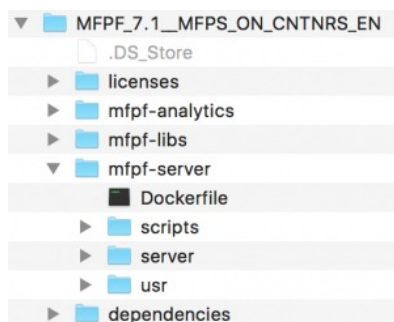 MFPF_7.1__MFPS_ON_CNTNRS_EN
.DS_Store
licenses
mfpf-analytics
mfpf-libs
mfpf-server
Dockerfile
scripts
server
usr
dependencies